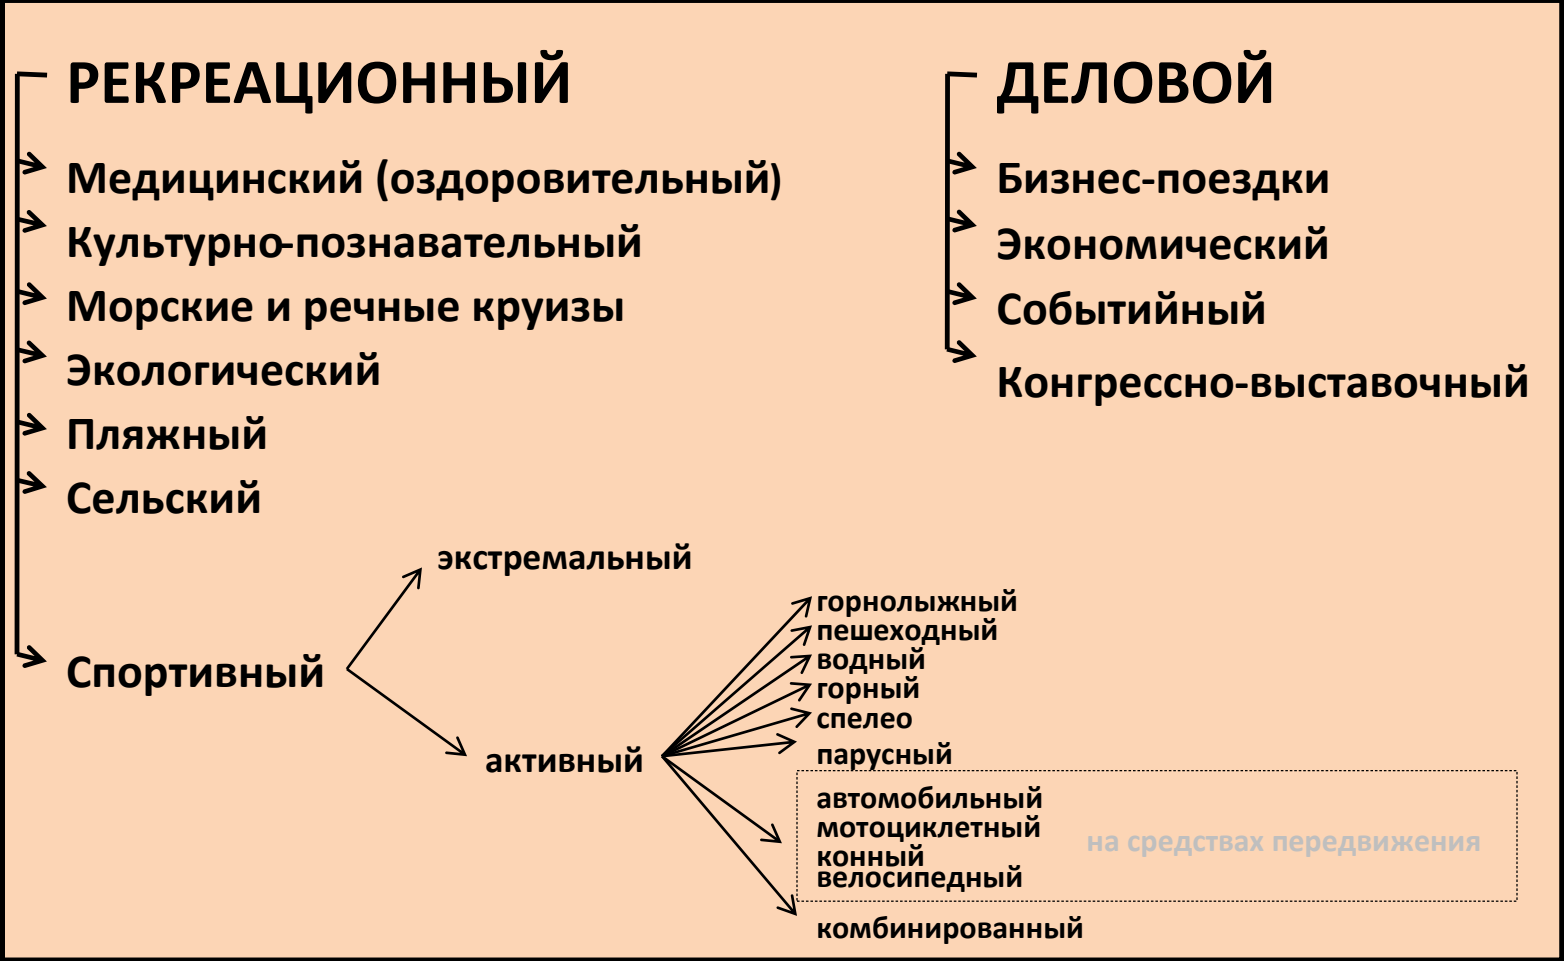 РЕКРЕАЦИОННЫЙ
Медицинский (оздоровительный)
Культурно-познавательный
Морские и речные круизы
Экологический
Пляжный
Сельский
Спортивный
экстремальный
активный
горнолыжный
пешеходный
водный
горный
спелео
парусный
автомобильный
мотоциклетный
конный
велосипедный
на средствах передвижения
комбинированный
ДЕЛОВОЙ
Бизнес-поездки
Экономический
Событийный
Конгрессно-выставочный